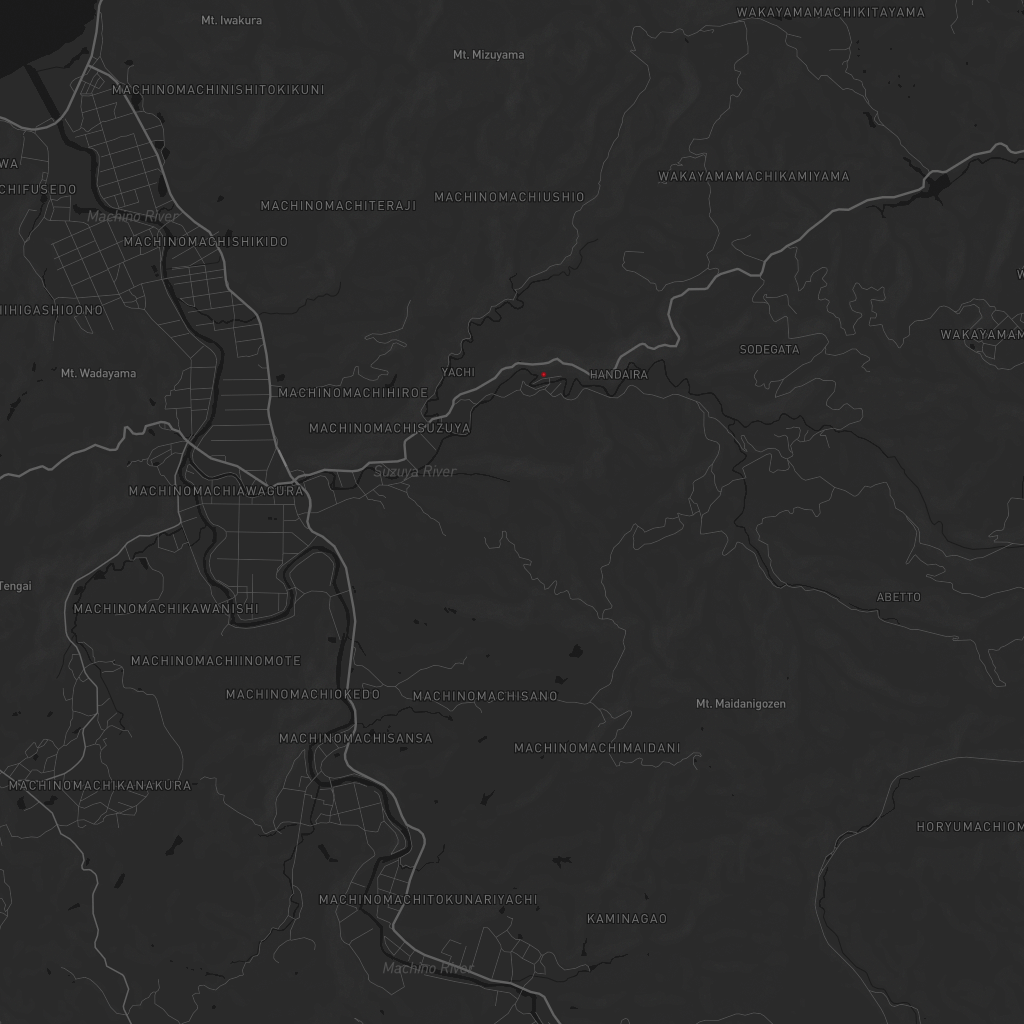 WAKAYAMAMACHIKITAYAMA
Mt. Iwakura
Mt. Mizuyama
MACHINOMACHINISHITOKIKUNI
WA
WAKAYAMAMACHIKAMIYAMA
CHIFUSEDO
MACHINOMACHIUSHIO
MACHINOMACHITERAJI
Machino River
MACHINOMACHISHIKIDO
W
IIHIGASHIOONO
WAKAYAMAM
SODEGATA
Mt. Wadayama
YACHI
HANDAIRA
MACHINOMACHIHIROE
MACHINOMACHISUZUYA
Suzuya River
MACHINOMACHIAWAGURA
Tengai
ABETTO
MACHINOMACHIKAWANISHI
MACHINOMACHIINOMOTE
MACHINOMACHIOKEDO
MACHINOMACHISANO
Mt. Maidanigozen
MACHINOMACHISANSA
MACHINOMACHIMAIDANI
MACHINOMACHIKANAKURA
HORYUMACHIOM
MACHINOMACHITOKUNARIYACHI
KAMINAGAO
Machino River